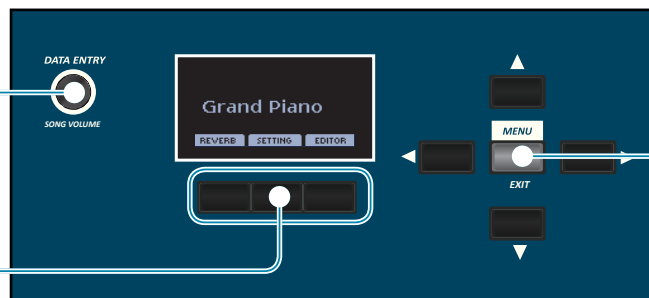 DATA ENTRY
SONG VOLUME
Grand Piano
REVERB SETTING EDITOR
MENU
EXIT